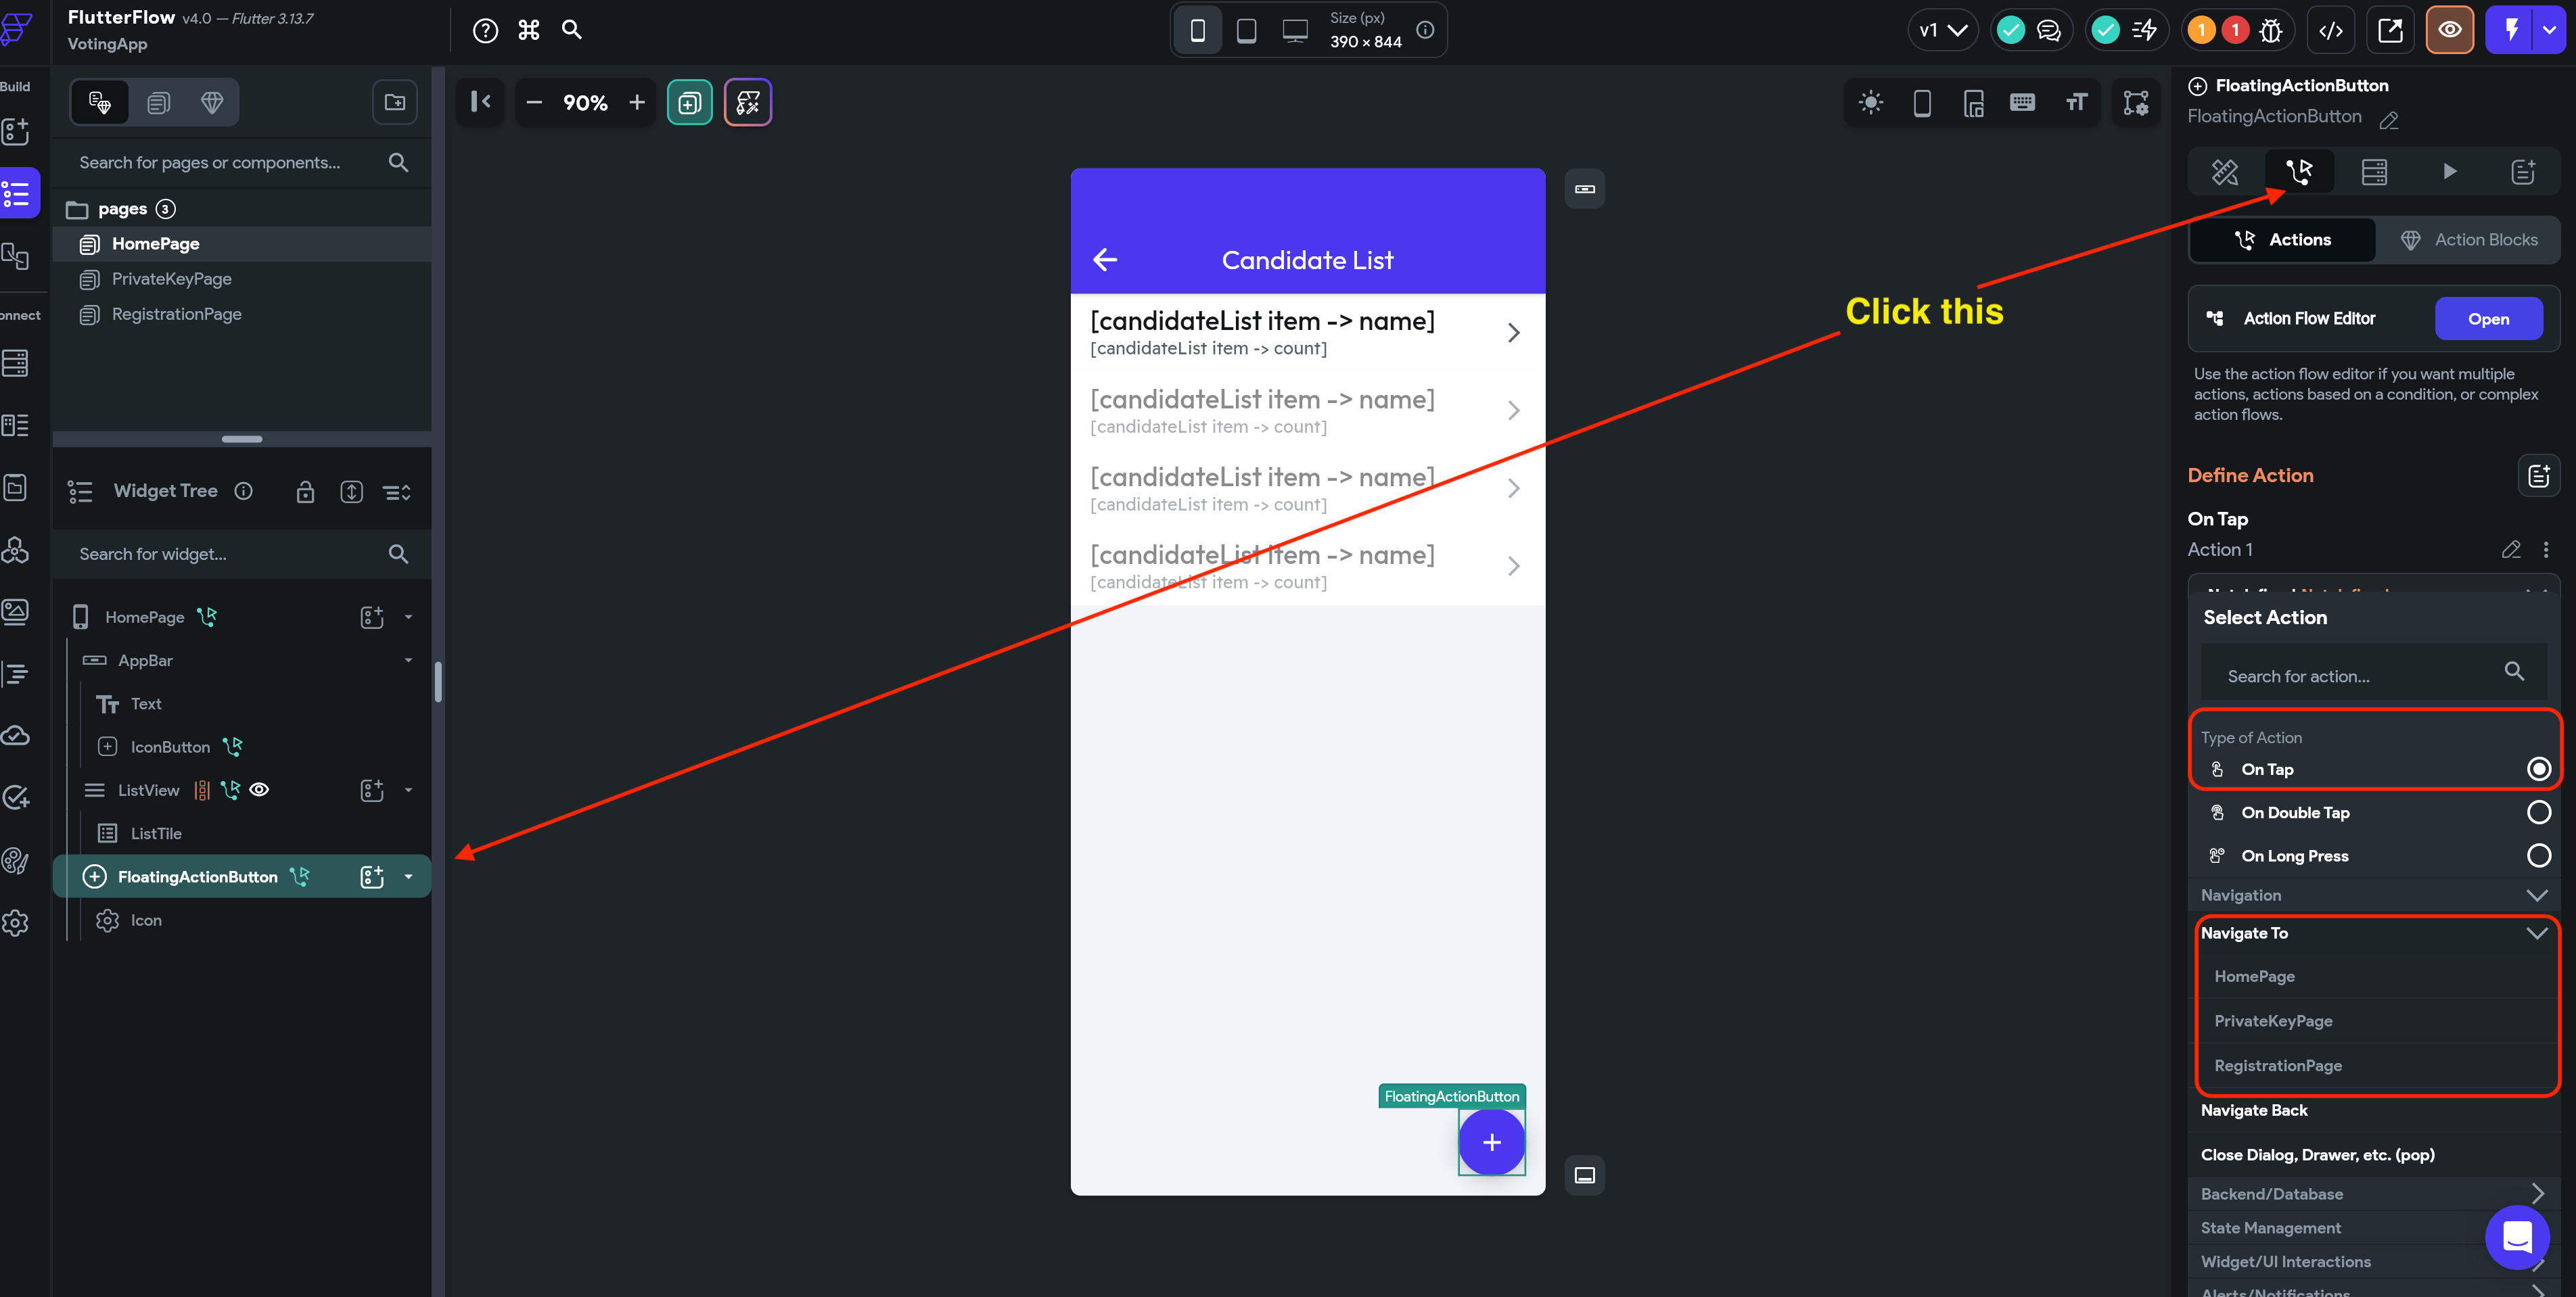 FlutterFlow v4.0 — Flutter 3.13.7
VotingApp
Size (px)
390 × 844
v1
1 1
Build
90%
Search for pages or components...
pages 3
HomePage
PrivateKeyPage
RegistrationPage
onnect
Widget Tree
Search for widget...
HomePage
AppBar
Text
IconButton
ListView
ListTile
FloatingActionButton
Icon
Candidate List
[candidateList item -> name]
[candidateList item -> count]
[candidateList item -> name]
[candidateList item -> count]
[candidateList item -> name]
[candidateList item -> count]
[candidateList item -> name]
[candidateList item -> count]
FloatingActionButton
Click this
FloatingActionButton
FloatingActionButton
Actions
Action Blocks
Action Flow Editor
Open
Use the action flow editor if you want multiple
actions, actions based on a condition, or complex
action flows.
Define Action
On Tap
Action 1
Select Action
Search for action...
Type of Action
On Tap
On Double Tap
On Long Press
Navigation
Navigate To
HomePage
PrivateKeyPage
RegistrationPage
Navigate Back
Close Dialog, Drawer, etc. (pop)
Backend/Database
State Management
Widget/UI Interactions
Alerts/Notifications